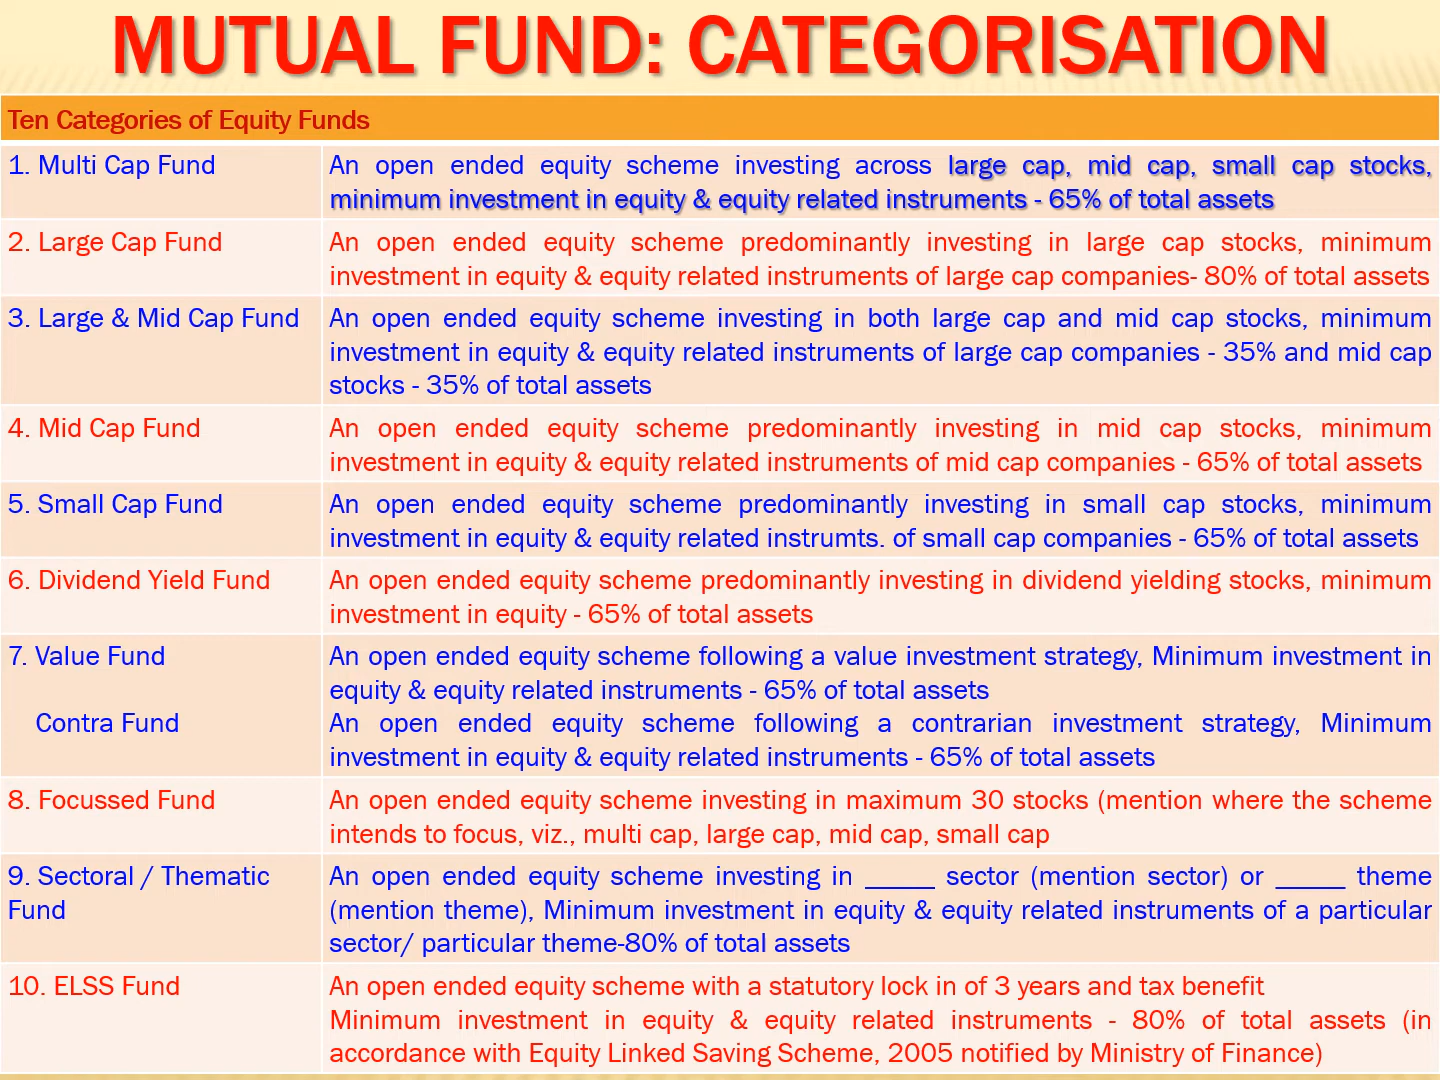 MUTUAL FUND: CATEGORISATION
Ten Categories of Equity Funds
1. Multi Cap Fund
An open ended equity scheme investing across large cap, mid cap, small cap stocks,
minimum investment in equity & equity related instruments - 65% of total assets
2. Large Cap Fund
An open ended equity scheme predominantly investing in large cap stocks, minimum
investment in equity & equity related instruments of large cap companies- 80% of total assets
3. Large & Mid Cap Fund
An open ended equity scheme investing in both large cap and mid cap stocks, minimum
investment in equity & equity related instruments of large cap companies - 35% and mid cap
stocks - 35% of total assets
4. Mid Cap Fund
An open ended equity scheme predominantly investing in mid cap stocks, minimum
investment in equity & equity related instruments of mid cap companies - 65% of total assets
5. Small Cap Fund
An open ended equity scheme predominantly investing in small cap stocks, minimum
investment in equity & equity related instrumts. of small cap companies - 65% of total assets
6. Dividend Yield Fund
An open ended equity scheme predominantly investing in dividend yielding stocks, minimum
investment in equity - 65% of total assets
7. Value Fund
An open ended equity scheme following a value investment strategy, Minimum investment in
equity & equity related instruments - 65% of total assets
Contra Fund
An open ended equity scheme following a contrarian investment strategy, Minimum
investment in equity & equity related instruments - 65% of total assets
8. Focussed Fund
An open ended equity scheme investing in maximum 30 stocks (mention where the scheme
intends to focus, viz., multi cap, large cap, mid cap, small cap
9. Sectoral / Thematic
Fund
An open ended equity scheme investing in _____ sector (mention sector) or _____ theme
(mention theme), Minimum investment in equity & equity related instruments of a particular
sector/ particular theme-80% of total assets
10. ELSS Fund
An open ended equity scheme with a statutory lock in of 3 years and tax benefit
Minimum investment in equity & equity related instruments - 80% of total assets (in
accordance with Equity Linked Saving Scheme, 2005 notified by Ministry of Finance)